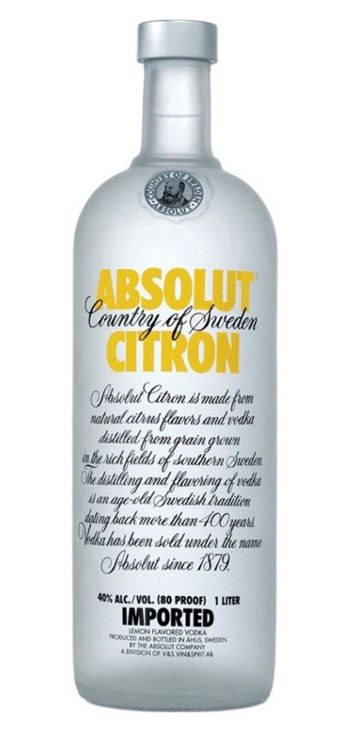 COUNTRY OF SWEDEN
ABSOLUT
ABSOLUT®
Country of Sweden
CITRON
Absolut Citron is made from
natural citrus flavors and vodka
distilled from grain grown
in the rich fields of southern Sweden.
The distilling and flavoring of vodka
is an age-old Swedish tradition
dating back more than 400 years.
Vodka has been sold under the name
Absolut since 1879.
40% ALC./VOL. (80 PROOF) 1 LITER
IMPORTED
LEMON FLAVORED VODKA
PRODUCED AND BOTTLED IN ÅHUS, SWEDEN
BY THE ABSOLUT COMPANY
A DIVISION OF V&S VIN&SPRIT AB.